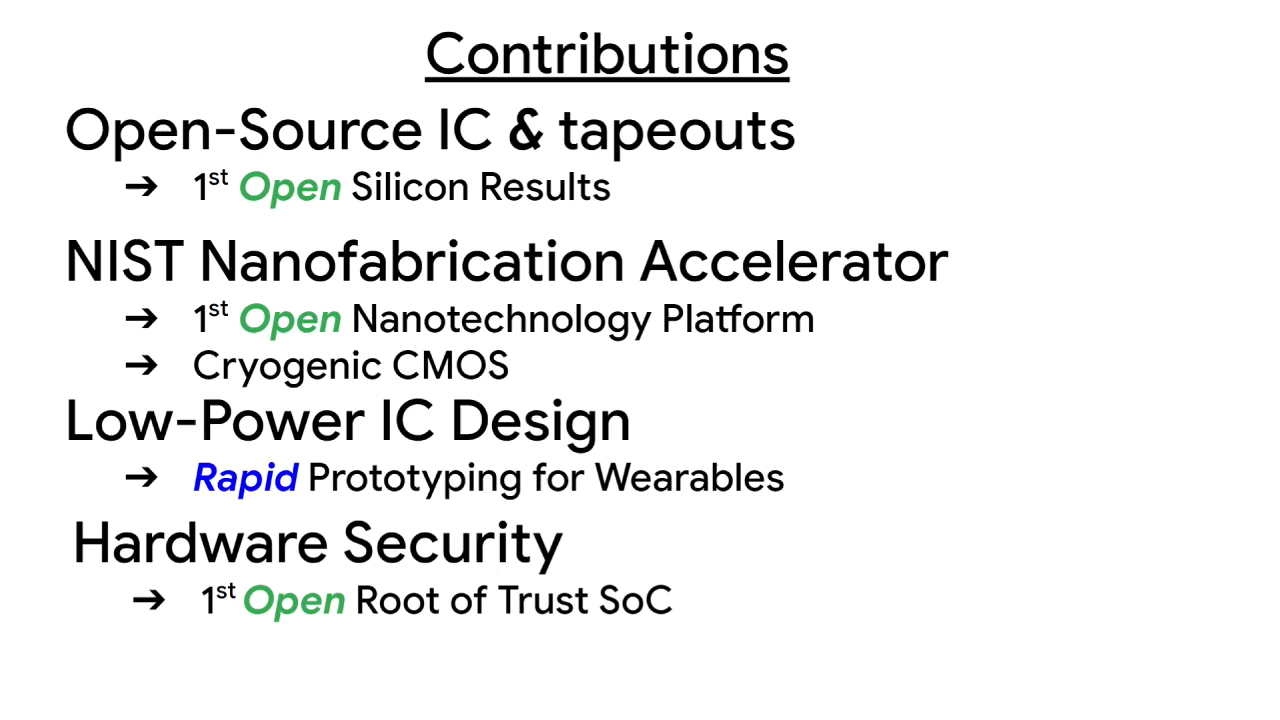 Contributions
Open-Source IC & tapeouts
➔ 1st Open Silicon Results
NIST Nanofabrication Accelerator
➔ 1st Open Nanotechnology Platform
➔ Cryogenic CMOS
Low-Power IC Design
➔ Rapid Prototyping for Wearables
Hardware Security
➔ 1st Open Root of Trust SoC